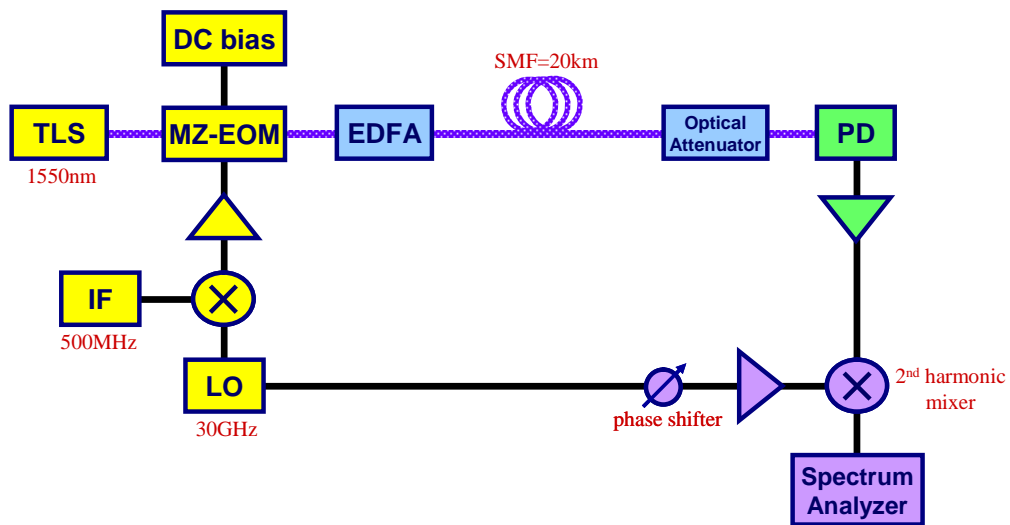 DC bias
SMF=20km
TLS
MZ-EOM
EDFA
Optical
Attenuator
PD
1550nm
IF
500MHz
LO
30GHz
phase shifter
2nd harmonic
mixer
Spectrum
Analyzer